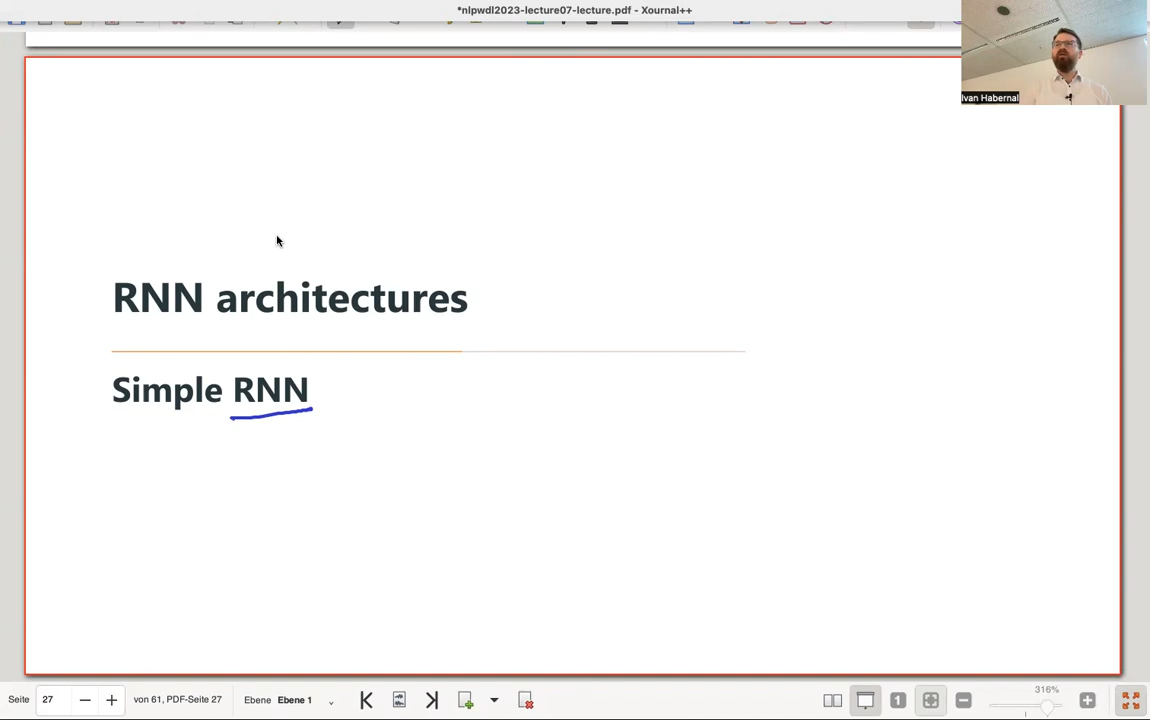 *nlpwdl2023-lecture07-lecture.pdf - Xournal++
Ivan Habernal
RNN architectures
Simple RNN
Seite 27 von 61, PDF-Seite 27 Ebene Ebene 1 1 316%